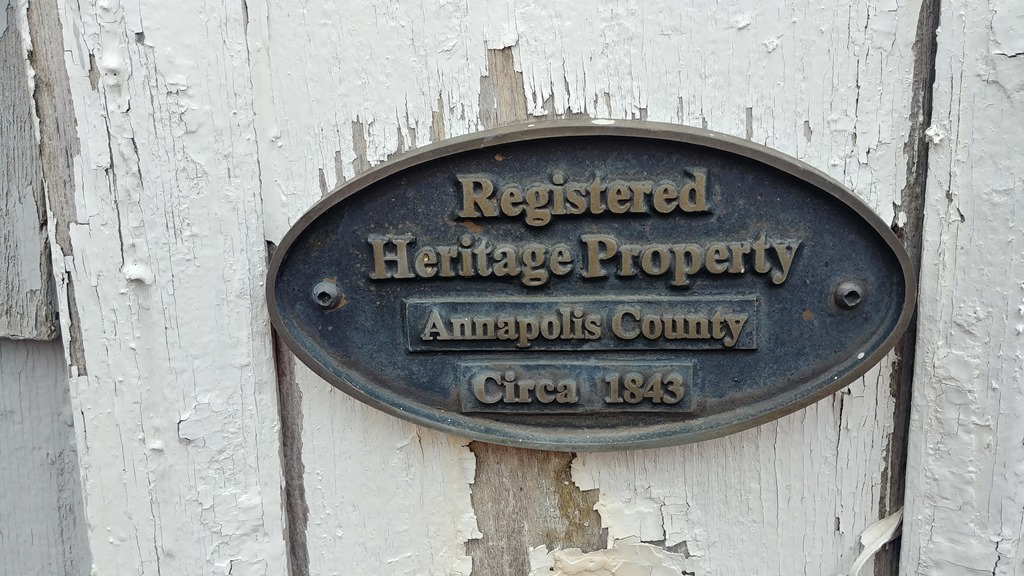 Registered
Heritage Property
Annapolis County
Circa 1843